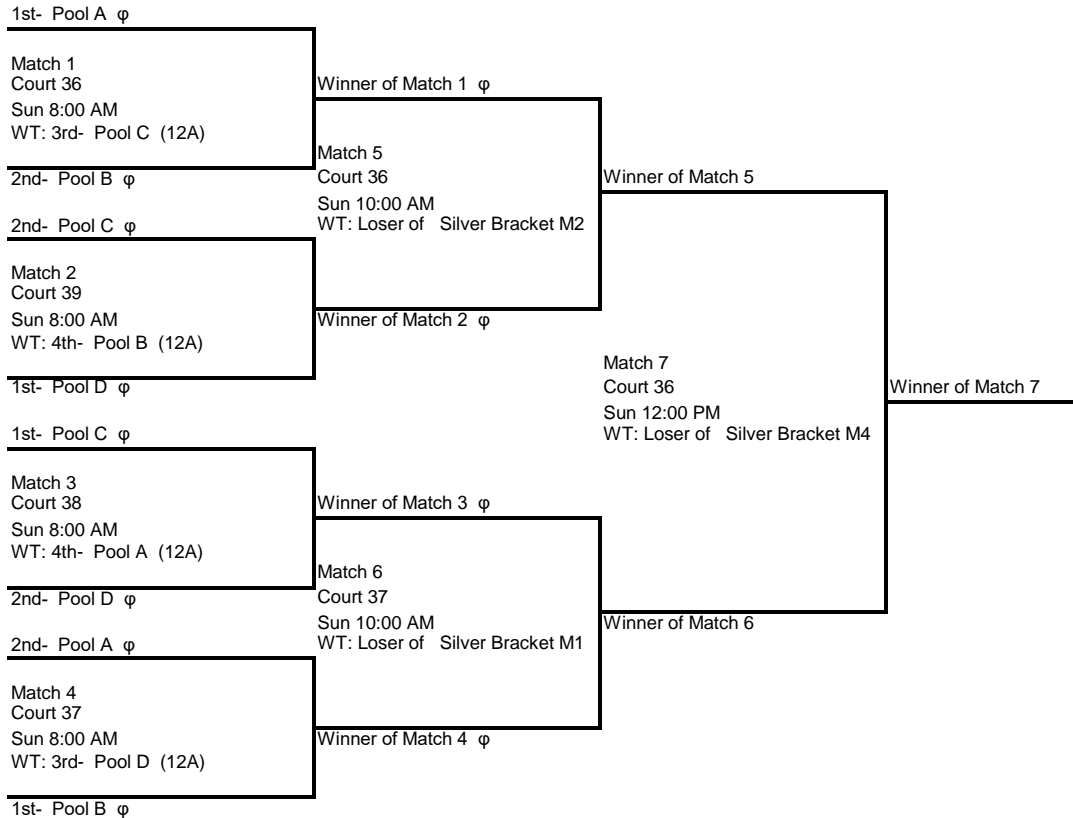 1st- Pool A φ
Match 1
Court 36
Sun 8:00 AM
WT: 3rd- Pool C (12A)
2nd- Pool B φ
2nd- Pool C φ
Match 2
Court 39
Sun 8:00 AM
WT: 4th- Pool B (12A)
1st- Pool D φ
1st- Pool C φ
Match 3
Court 38
Sun 8:00 AM
WT: 4th- Pool A (12A)
2nd- Pool D φ
2nd- Pool A φ
Match 4
Court 37
Sun 8:00 AM
WT: 3rd- Pool D (12A)
1st- Pool B φ
Winner of Match 1 φ
Match 5
Court 36
Sun 10:00 AM
WT: Loser of Silver Bracket M2
Winner of Match 2 φ
Winner of Match 3 φ
Match 6
Court 37
Sun 10:00 AM
WT: Loser of Silver Bracket M1
Winner of Match 4 φ
Winner of Match 5
Match 7
Court 36
Sun 12:00 PM
WT: Loser of Silver Bracket M4
Winner of Match 6
Winner of Match 7